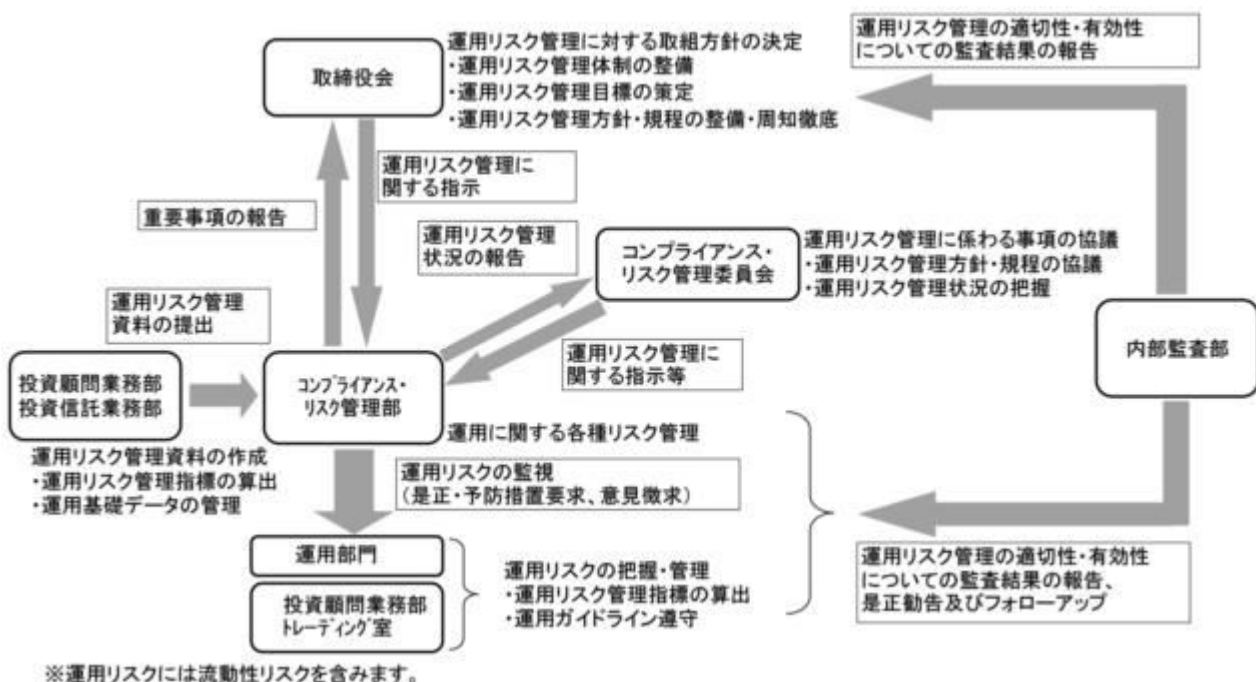 取締役会
運用リスク管理に対する取組方針の決定
・運用リスク管理体制の整備
・運用リスク管理目標の策定
・運用リスク管理方針・規程の整備・周知徹底
運用リスク管理の適切性・有効性
についての監査結果の報告
運用リスク管理に
関する指示
重要事項の報告
運用リスク管理
状況の報告
コンプライアンス・
リスク管理委員会
運用リスク管理に係わる事項の協議
・運用リスク管理方針・規程の協議
・運用リスク管理状況の把握
運用リスク管理
資料の提出
運用リスク管理に
関する指示等
内部監査部
投資顧問業務部
投資信託業務部
コンプライアンス・
リスク管理部
運用に関する各種リスク管理
運用リスク管理資料の作成
・運用リスク管理指標の算出
・運用基礎データの管理
運用リスクの監視
(是正・予防措置要求、意見徴求)
運用部門
投資顧問業務部
トレーディング室
運用リスクの把握・管理
・運用リスク管理指標の算出
・運用ガイドライン遵守
運用リスク管理の適切性・有効性
についての監査結果の報告、
是正勧告及びフォローアップ
※運用リスクには流動性リスクを含みます。